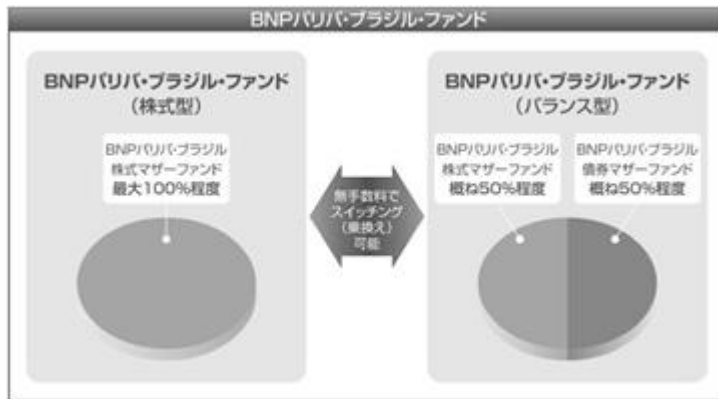 BNPパリバ・ブラジル・ファンド
BNPパリバ・ブラジル・ファンド
（株式型）
BNPパリバ・ブラジル
株式マザーファンド
最大100%程度
無手数料で
スイッチング
（乗換え）
可能
BNPパリバ・ブラジル・ファンド
（バランス型）
BNPパリバ・ブラジル
株式マザーファンド
概ね50%程度
BNPパリバ・ブラジル
債券マザーファンド
概ね50%程度